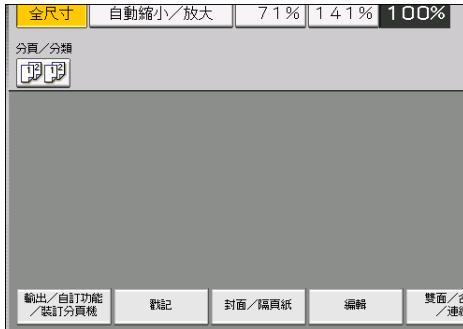 全尺寸 自動縮小／放大 71% 141% 100%
分頁／分類
輸出／自訂功能 戳記 封面／隔頁紙 編輯 雙面／
／裝訂分頁機